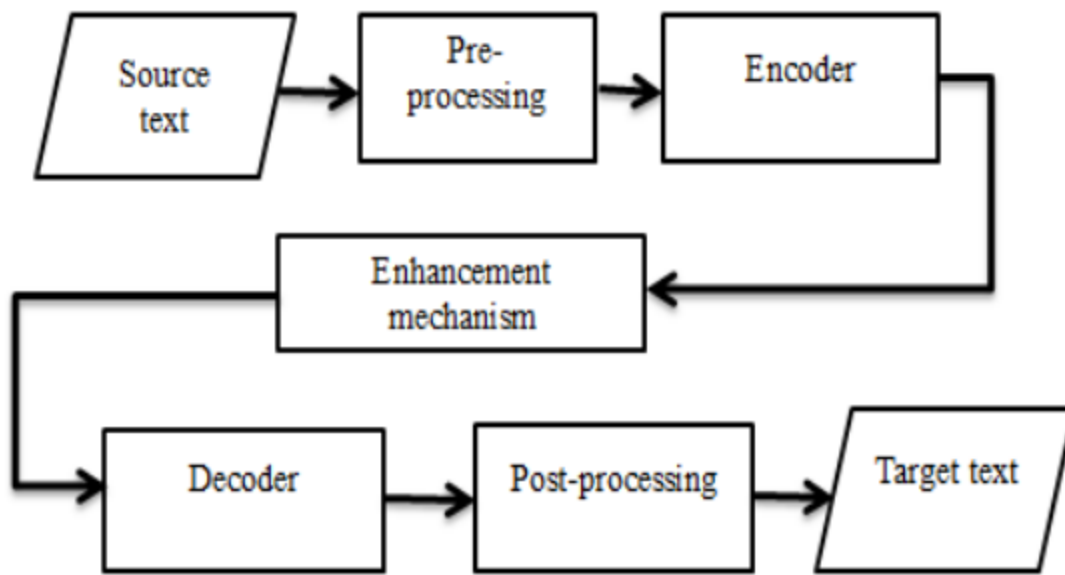 Source
text
Pre-
processing
Encoder
Enhancement
mechanism
Decoder
Post-processing
Target text